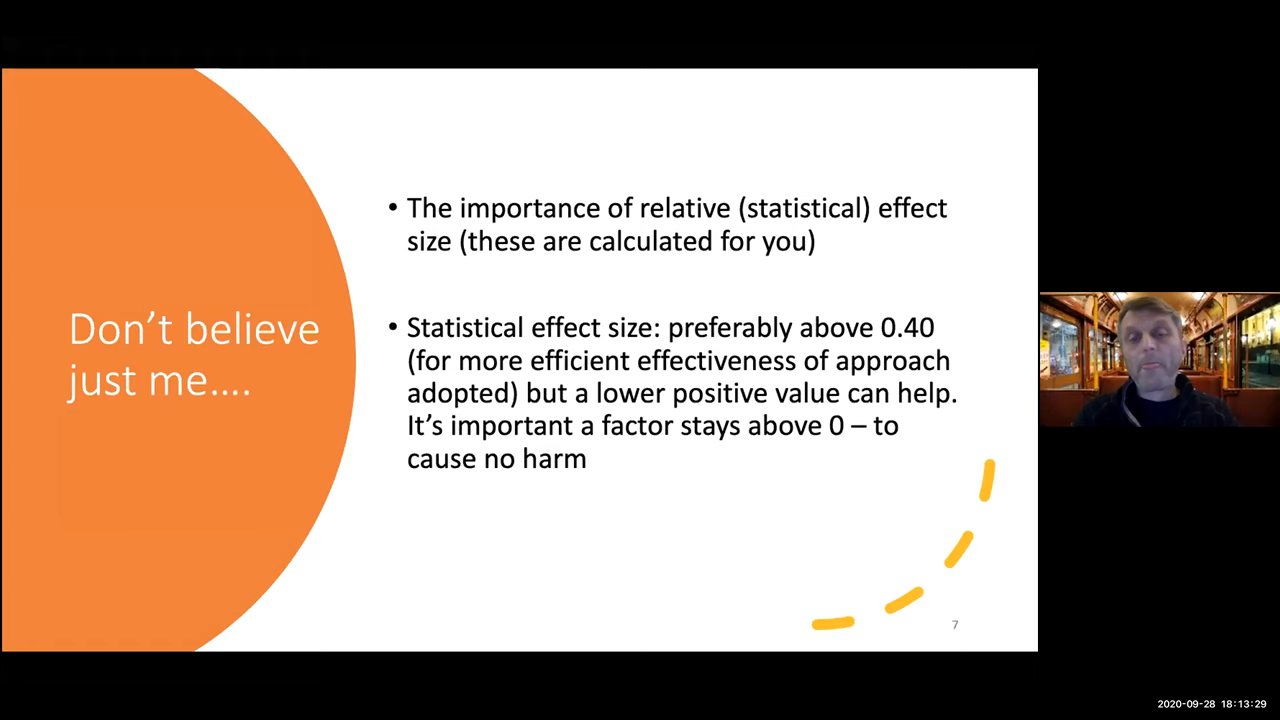 Don’t believe
just me....
• The importance of relative (statistical) effect
size (these are calculated for you)
• Statistical effect size: preferably above 0.40
(for more efficient effectiveness of approach
adopted) but a lower positive value can help.
It’s important a factor stays above 0 – to
cause no harm
7
2020-09-28 18:13:29